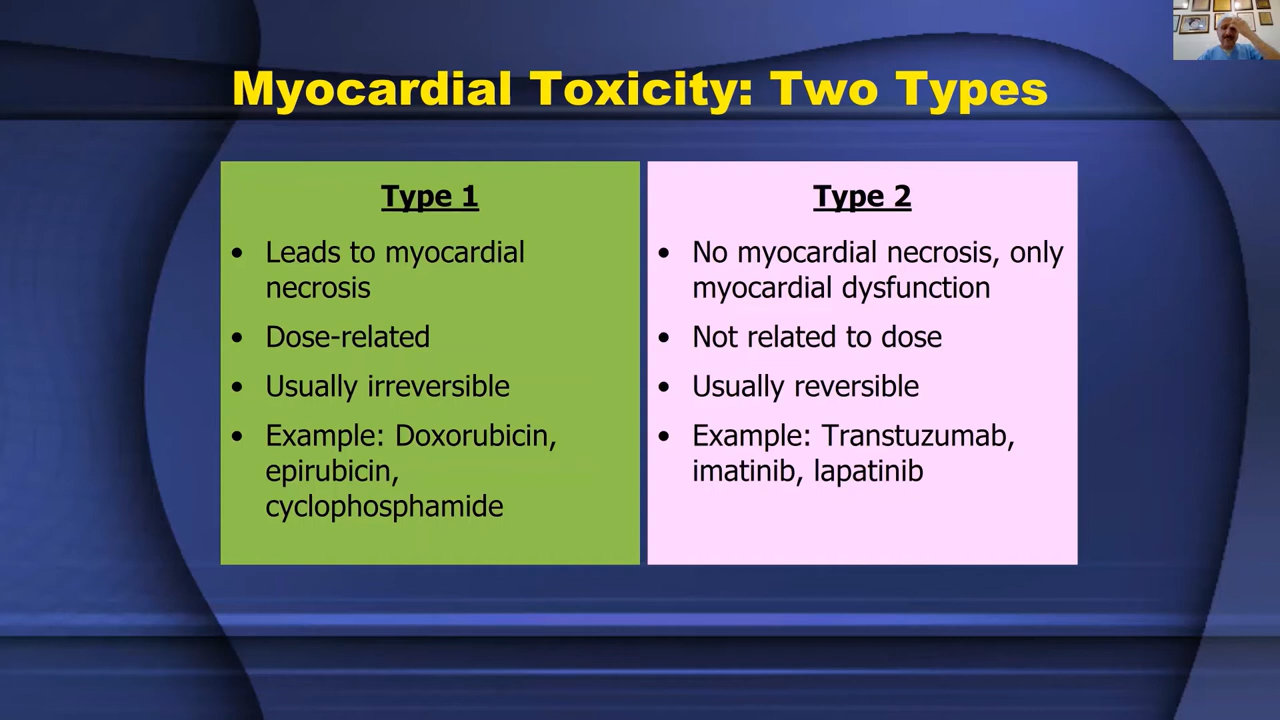 Myocardial Toxicity: Two Types
Type 1
• Leads to myocardial
necrosis
• Dose-related
• Usually irreversible
• Example: Doxorubicin,
epirubicin,
cyclophosphamide
Type 2
• No myocardial necrosis, only
myocardial dysfunction
• Not related to dose
• Usually reversible
• Example: Transtuzumab,
imatinib, lapatinib